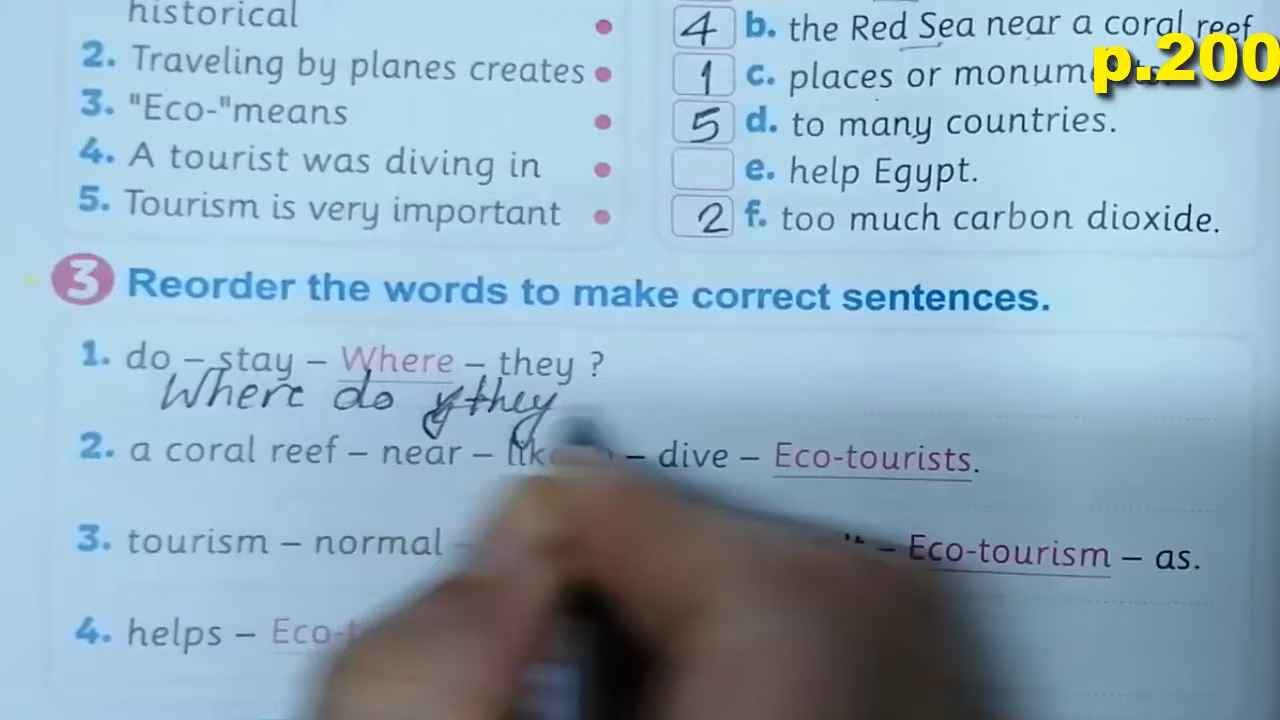 historical
2. Traveling by planes creates
3. "Eco-"means
4. A tourist was diving in
5. Tourism is very important
4 b. the Red Sea near a coral reef
1 c. places or
5 d. to many countries.
e. help Egypt.
2 f. too much carbon dioxide.
p.200
3 Reorder the words to make correct sentences.
1. do – stay – Where – they ?
Where do they
2. a coral reef – near – – dive – Eco-tourists.
3. tourism – normal – – Eco-tourism – as.
4. helps –